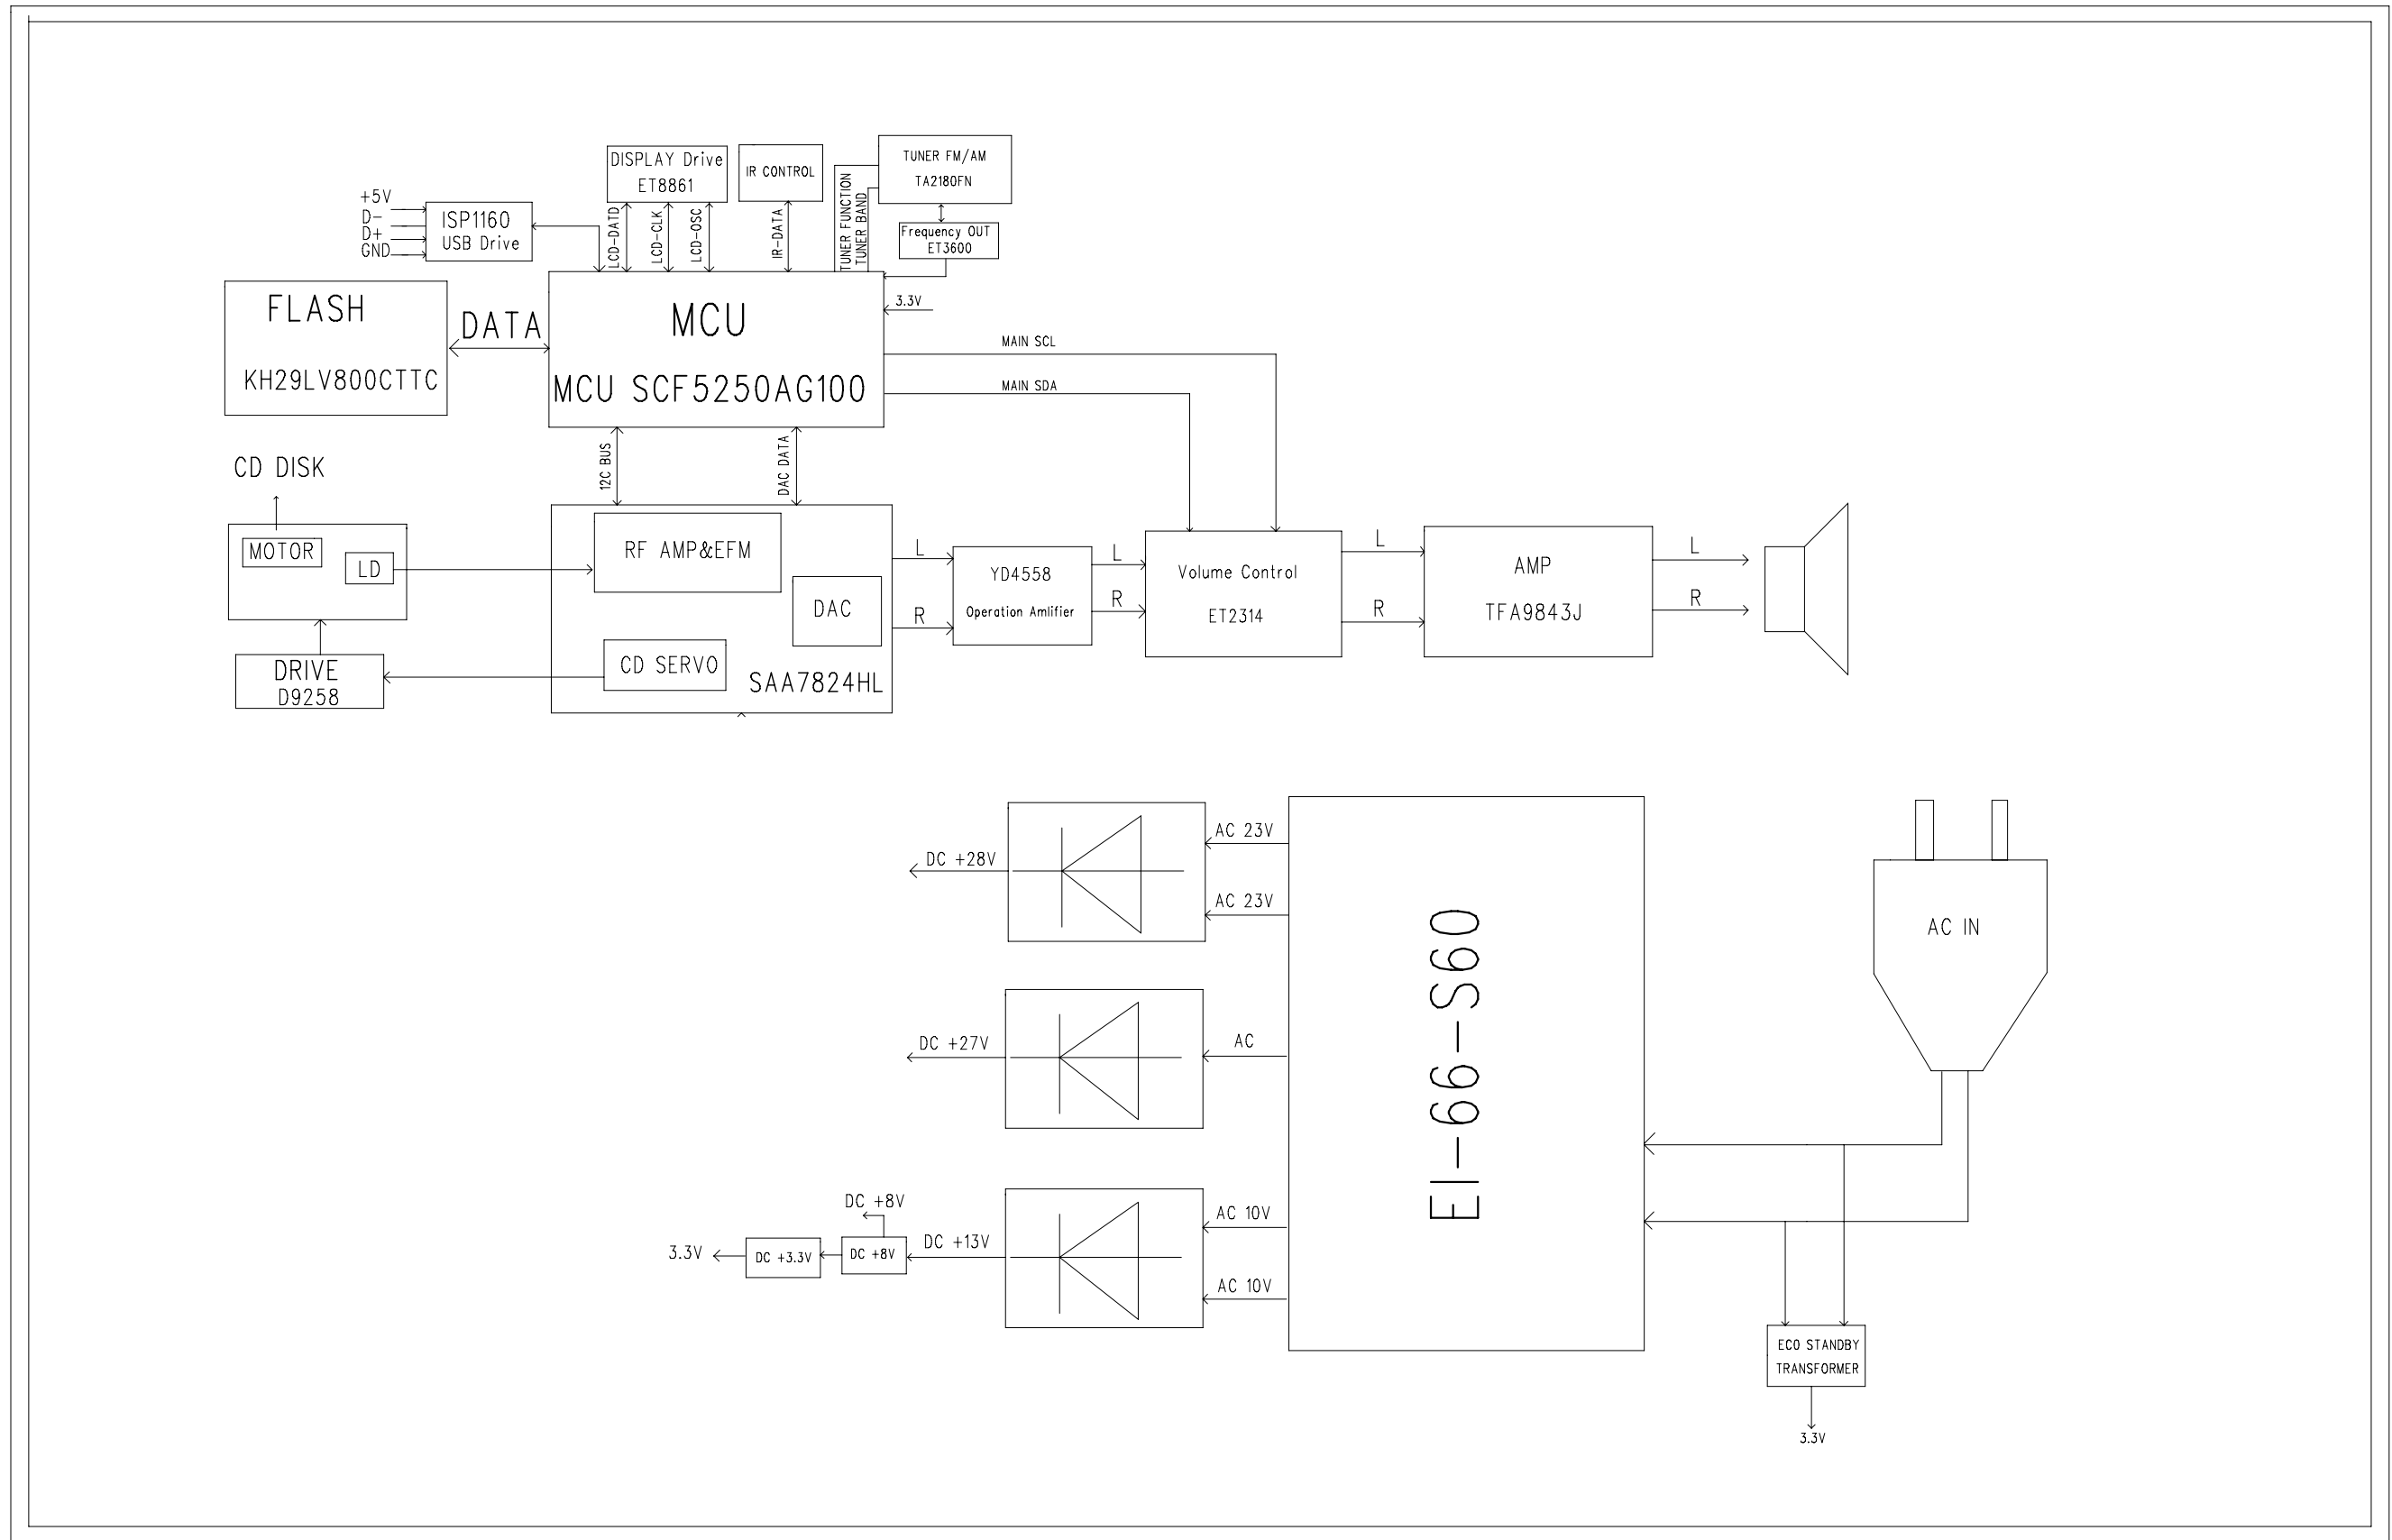 DISPLAY Drive
ET8861
IR CONTROL
TUNER FM/AM
TA2180FN
+5V
D-
D+
GND
ISP1160
USB Drive
LCD-DATD
LCD-CLK
LCD-OSC
IR-DATA
TUNER FUNCTION
TUNER BAND
Frequency OUT
ET3600
FLASH
KH29LV800CTTC
DATA
MCU
MCU SCF5250AG100
3.3V
MAIN SCL
MAIN SDA
12C BUS
DAC DATA
CD DISK
MOTOR
LD
DRIVE
D9258
RF AMP&EFM
DAC
CD SERVO
SAA7824HL
L
R
YD4558
Operation Amlifier
L
R
Volume Control
ET2314
L
R
AMP
TFA9843J
L
R
DC +28V
AC 23V
AC 23V
DC +27V
AC
DC +8V
3.3V
DC +3.3V
DC +8V
DC +13V
AC 10V
AC 10V
EI-66-S60
AC IN
ECO STANDBY
TRANSFORMER
3.3V